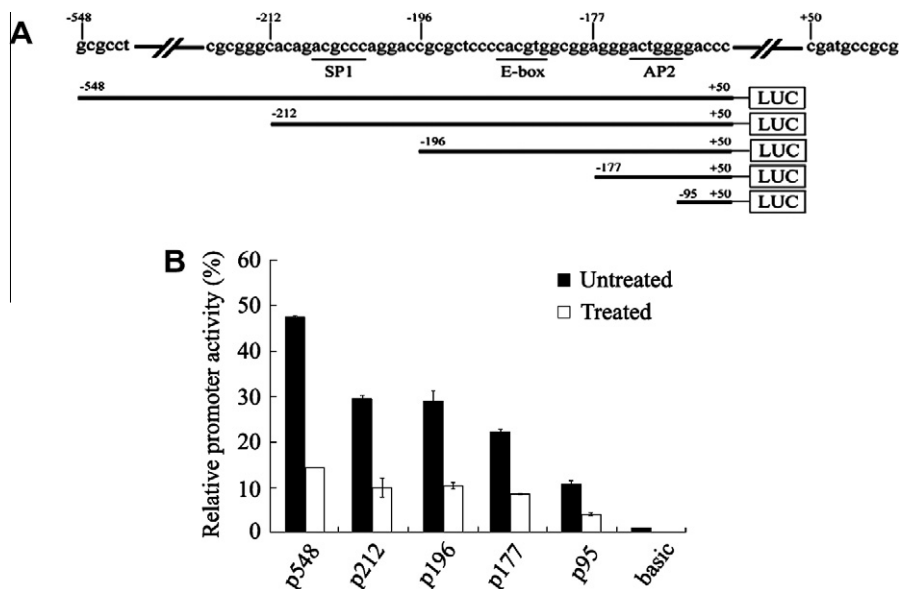 A
-548 -212 -196 -177 +50
gcgcct cgcgggcacagacgcccaggaccgcgctccccacgtggcggagggactggggaccc cgatgccgcg
SP1 E-box AP2
-548 +50 LUC
-212 +50 LUC
-196 +50 LUC
-177 +50 LUC
-95 +50 LUC
B
Relative promoter activity (%)
60
50
40
30
20
10
0
Untreated
Treated
p548 p212 p196 p177 p95 basic